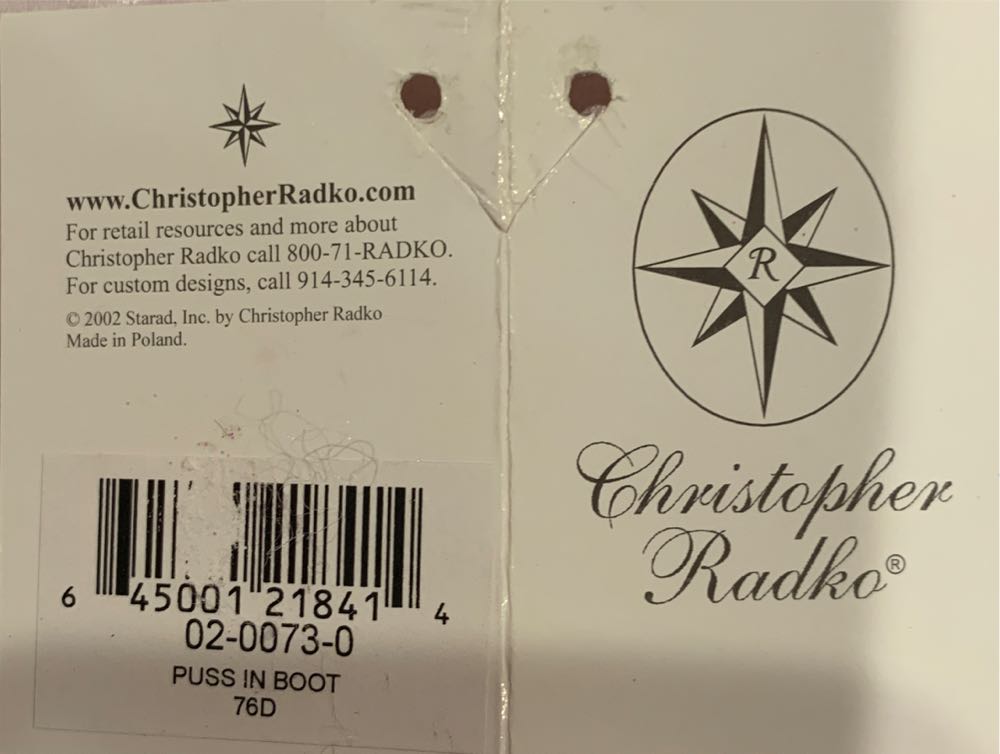 www.ChristopherRadko.com
For retail resources and more about
Christopher Radko call 800-71-RADKO.
For custom designs, call 914-345-6114.
© 2002 Starad, Inc. by Christopher Radko
Made in Poland.
6 45001 21841 4
02-0073-0
PUSS IN BOOT
76D
R
Christopher
Radko®